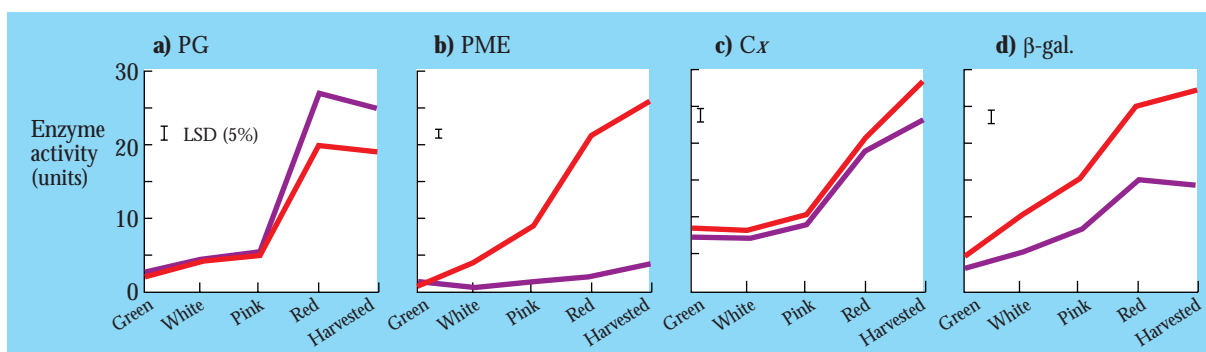 a) PG
b) PME
c) Cx
d) β-gal.
Enzyme
activity
(units)
30
20
10
0
LSD (5%)
Green
White
Pink
Red
Harvested
Green
White
Pink
Red
Harvested
Green
White
Pink
Red
Harvested
Green
White
Pink
Red
Harvested